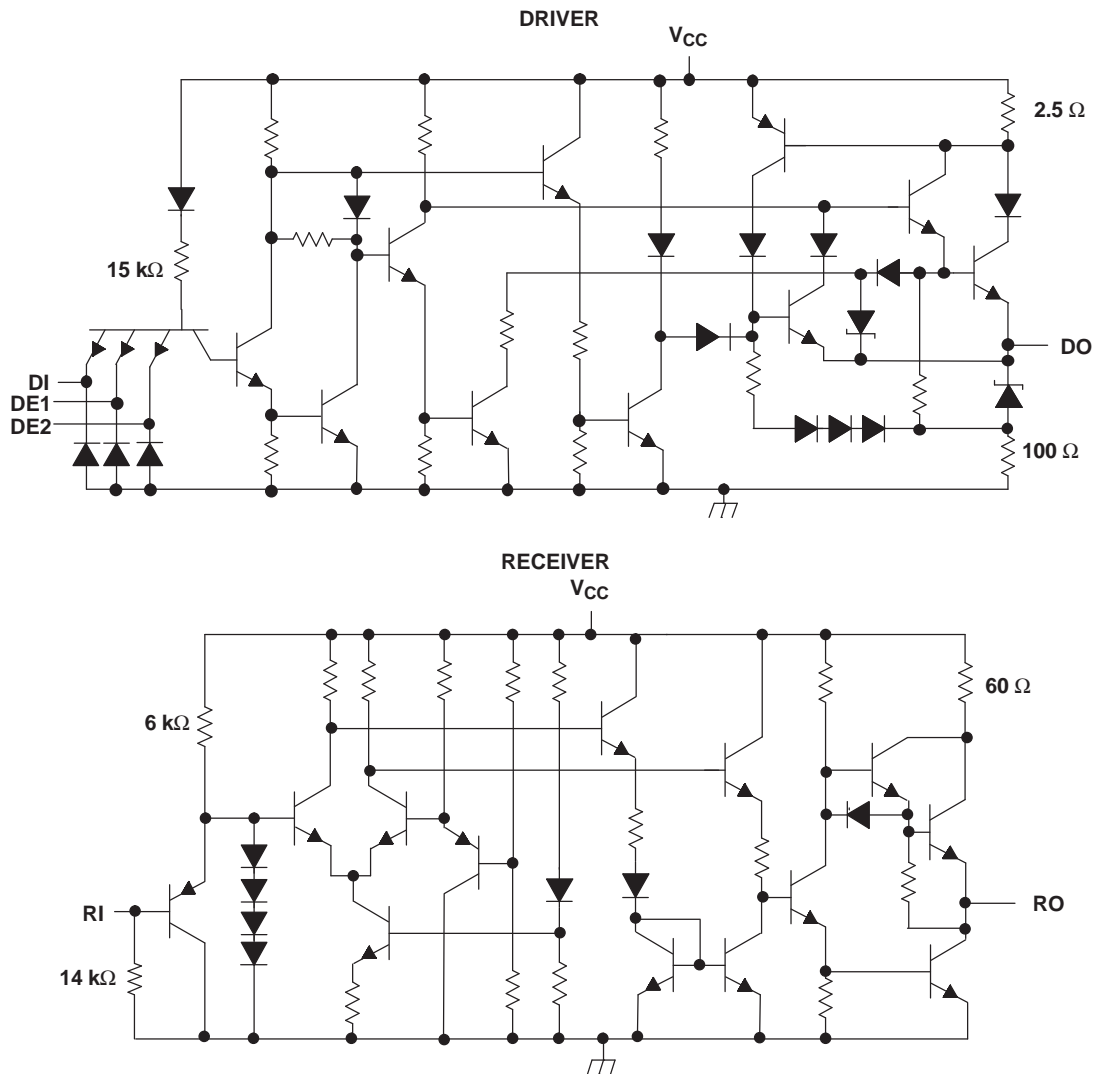 DRIVER
VCC
2.5 Ω
15 kΩ
DI
DE1
DE2
DO
100 Ω
RECEIVER
VCC
6 kΩ
60 Ω
RI
RO
14 kΩ